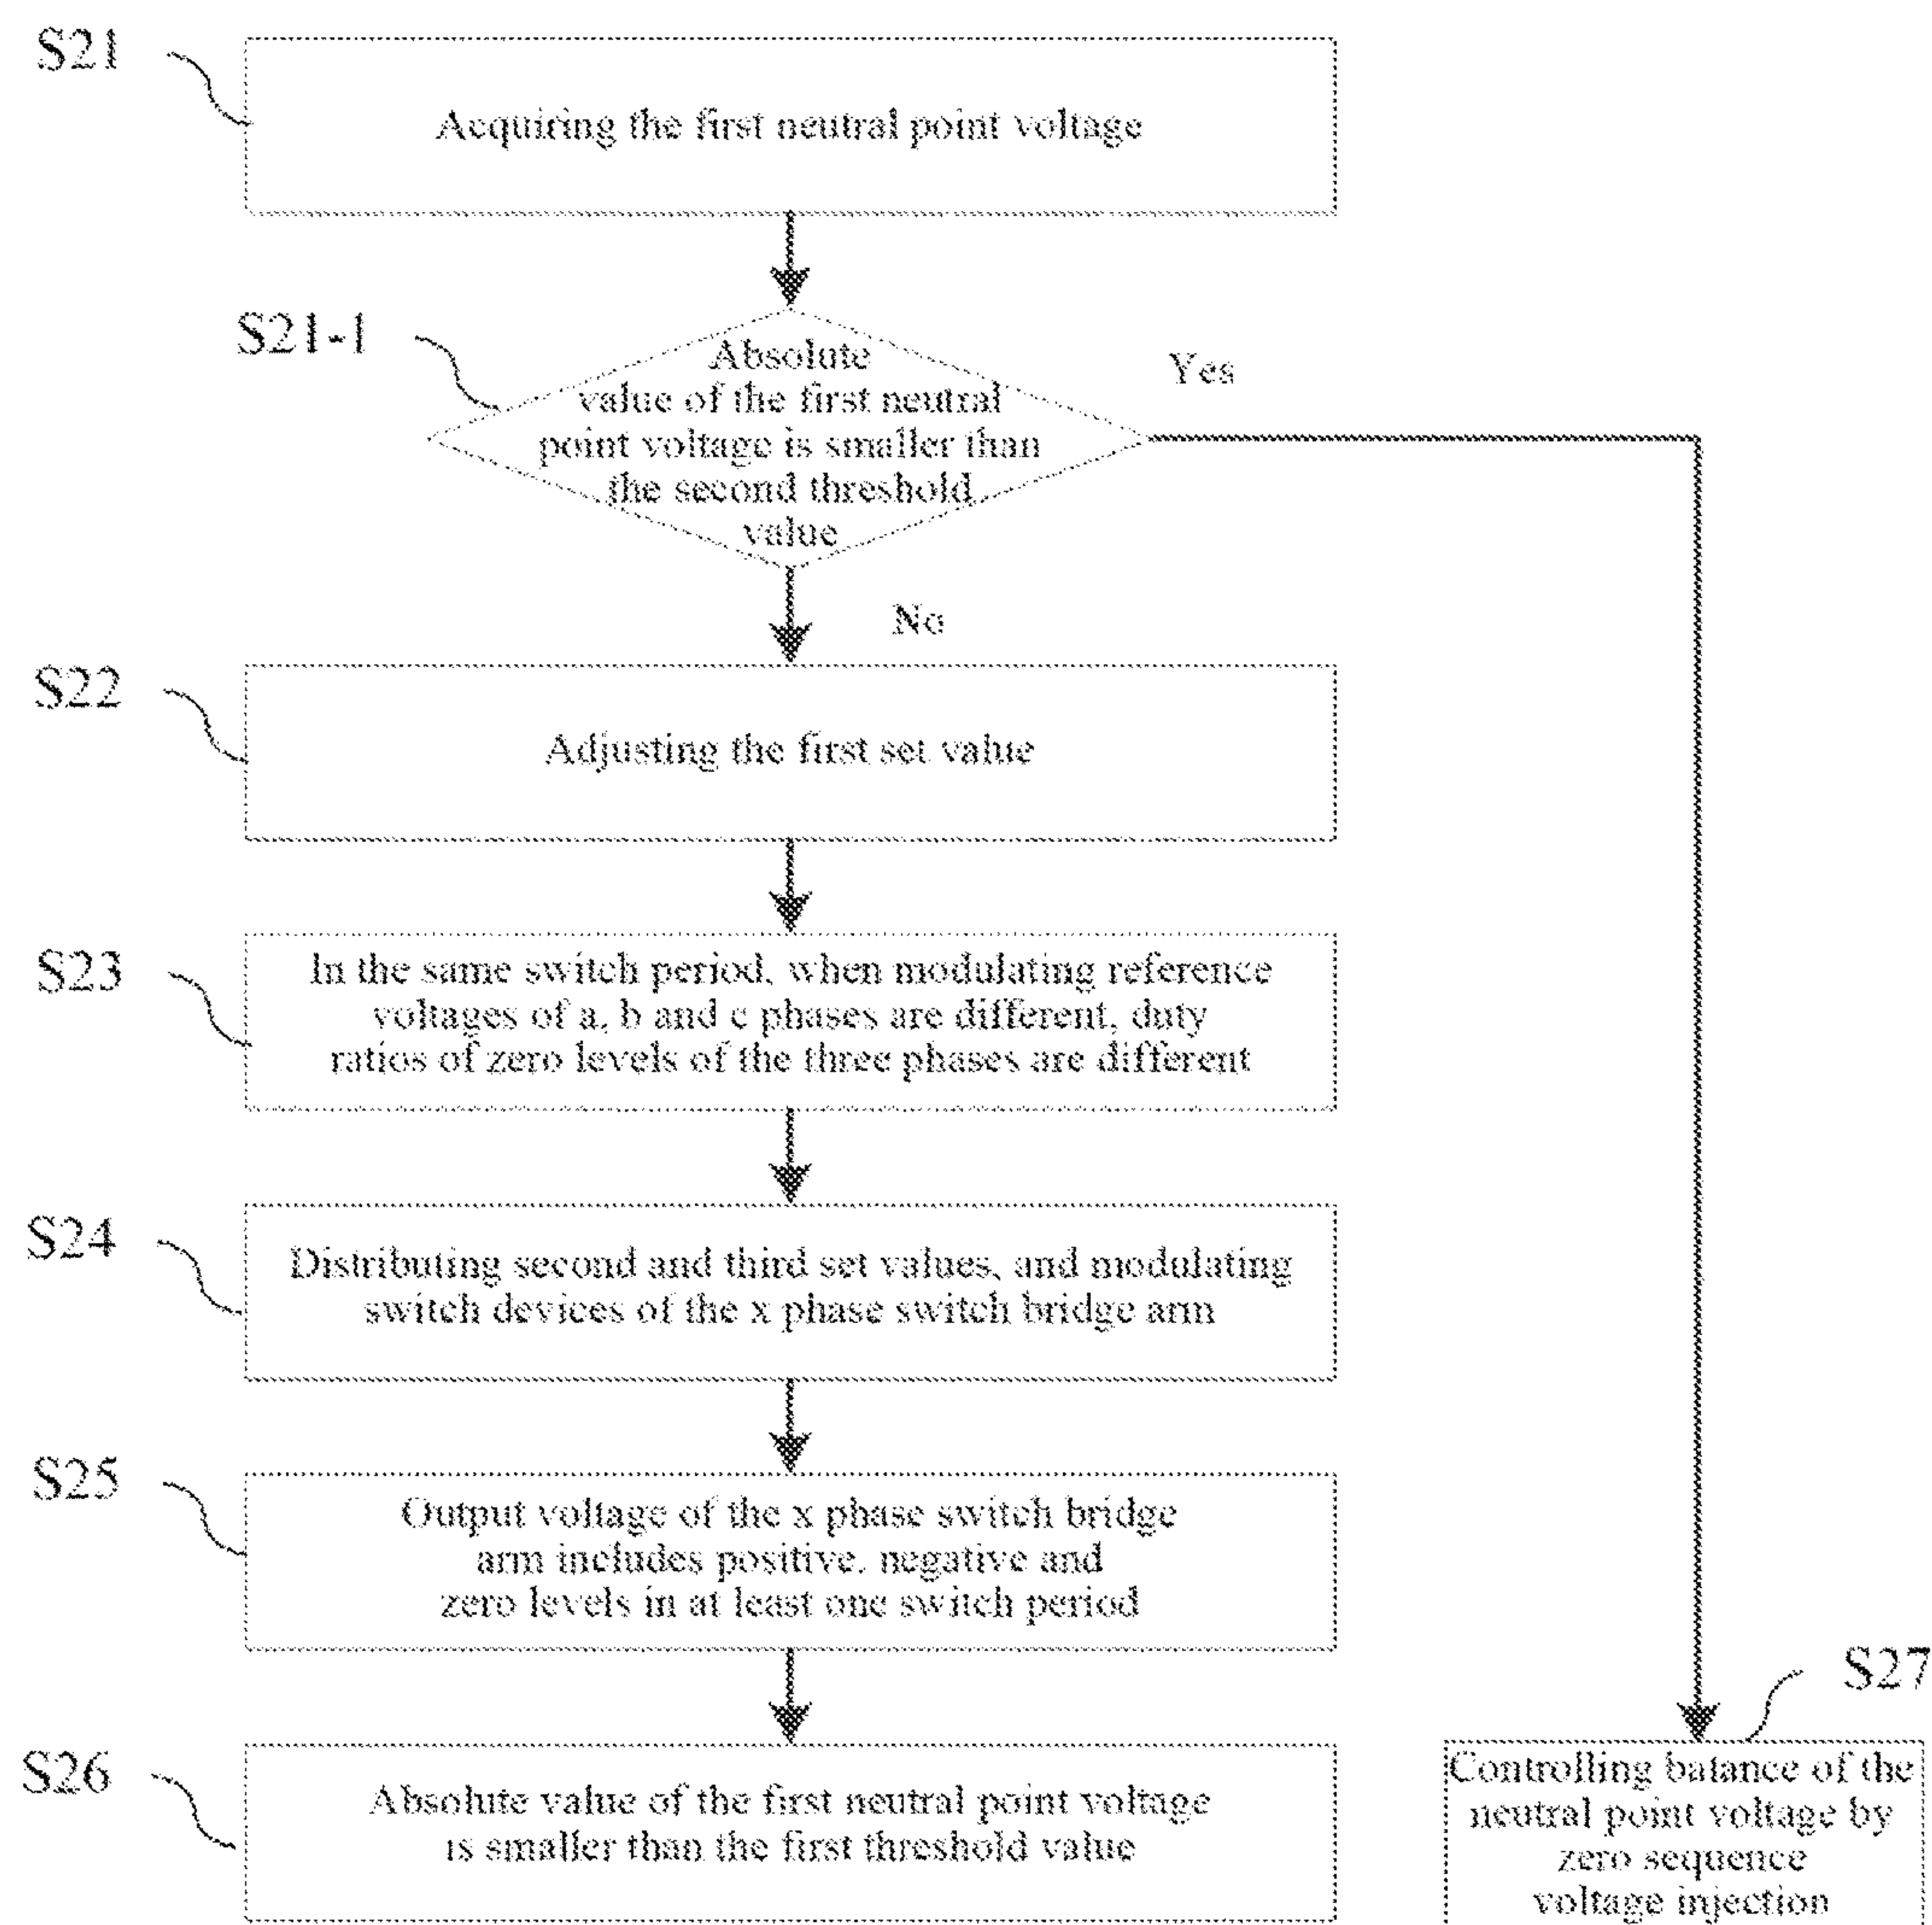 S21
Acquiring the first neutral point voltage
S21-1
Absolute
value of the first neutral
point voltage is smaller than
the second threshold
value
Yes
No
S22
Adjusting the first set value
S23
In the same switch period, when modulating reference
voltages of a, b and c phases are different, duty
ratios of zero levels of the three phases are different
S24
Distributing second and third set values, and modulating
switch devices of the x phase switch bridge arm
S25
Output voltage of the x phase switch bridge
arm includes positive, negative and
zero levels in at least one switch period
S26
Absolute value of the first neutral point voltage
is smaller than the first threshold value
S27
Controlling balance of the
neutral point voltage by
zero sequence
voltage injection